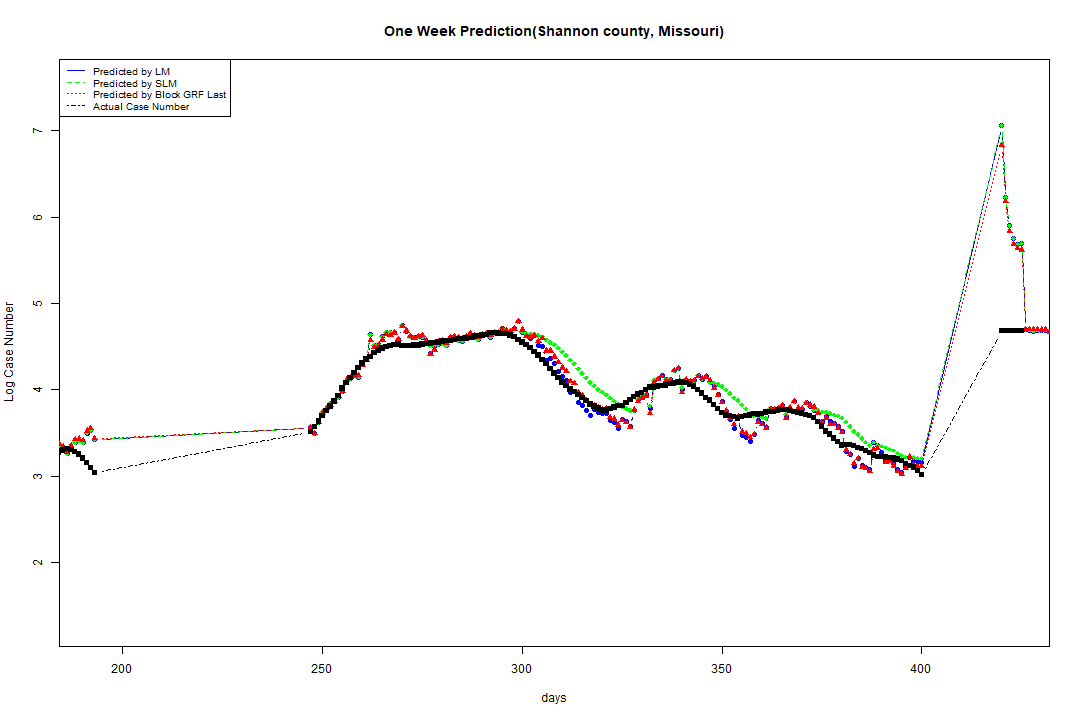 One Week Prediction(Shannon county, Missouri)
Predicted by LM
Predicted by SLM
Predicted by Block GRF Last
Actual Case Number
Log Case Number
7
6
5
4
3
2
200 250 300 350 400
days